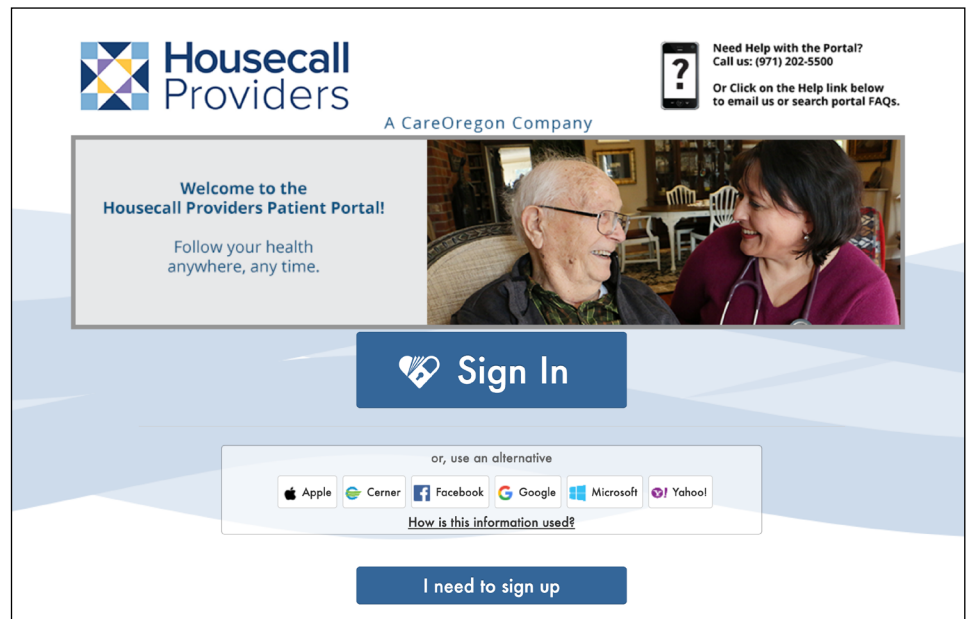 Housecall
Providers
A CareOregon Company
Need Help with the Portal?
Call us: (971) 202-5500
Or Click on the Help link below
to email us or search portal FAQs.
Welcome to the
Housecall Providers Patient Portal!
Follow your health
anywhere, any time.
Sign In
or, use an alternative
Apple Cerner Facebook Google Microsoft Yahoo!
How is this information used?
I need to sign up